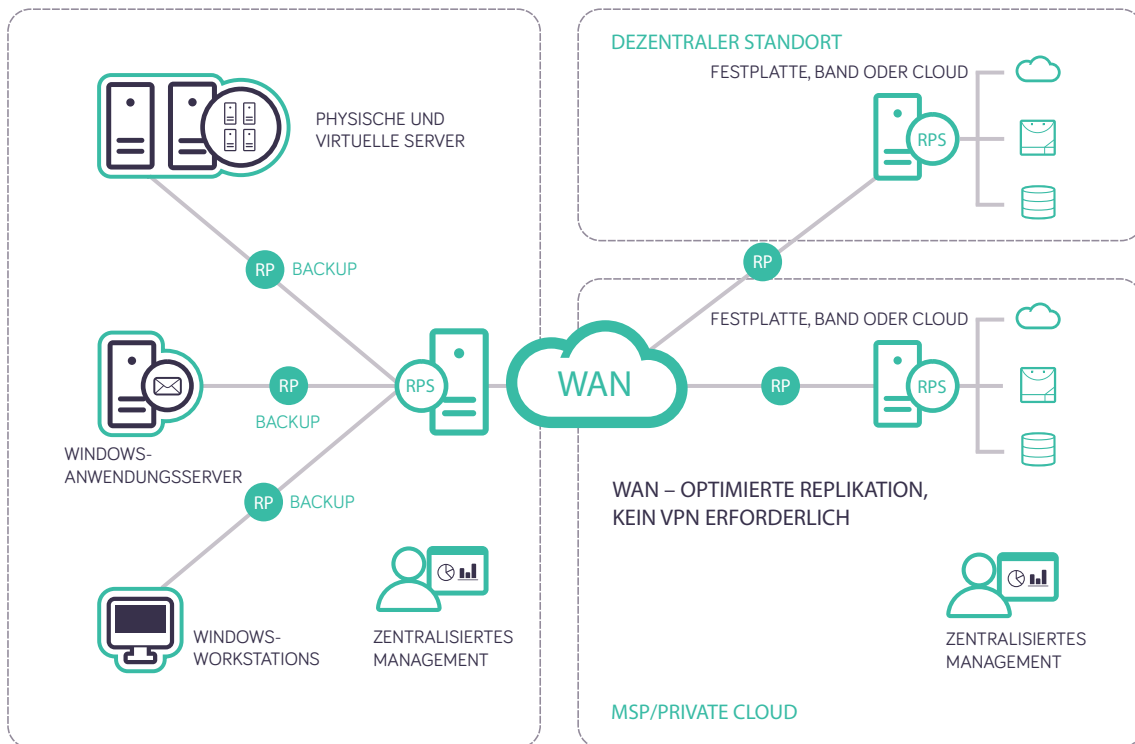 PHYSISCHE UND
VIRTUELLE SERVER
RP
BACKUP
RP
BACKUP
WINDOWS-
ANWENDUNGSSERVER
RPS
RP
BACKUP
WINDOWS-
WORKSTATIONS
ZENTRALISIERTES
MANAGEMENT
WAN
DEZENTRALER STANDORT
FESTPLATTE, BAND ODER CLOUD
RPS
RP
FESTPLATTE, BAND ODER CLOUD
RP
RPS
WAN – OPTIMIERTE REPLIKATION,
KEIN VPN ERFORDERLICH
ZENTRALISIERTES
MANAGEMENT
MSP/PRIVATE CLOUD